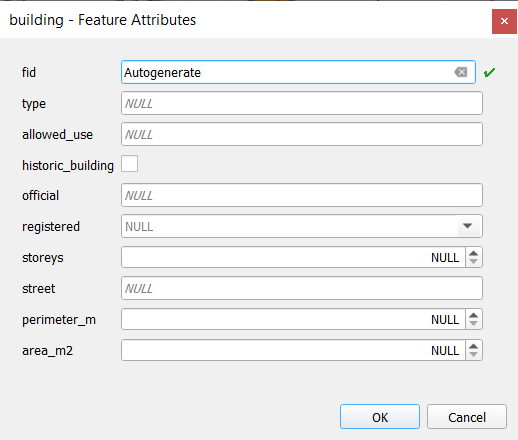 building - Feature Attributes
fid Autogenerate
type NULL
allowed_use NULL
historic_building
official NULL
registered NULL
storeys NULL
street NULL
perimeter_m NULL
area_m2 NULL
OK Cancel